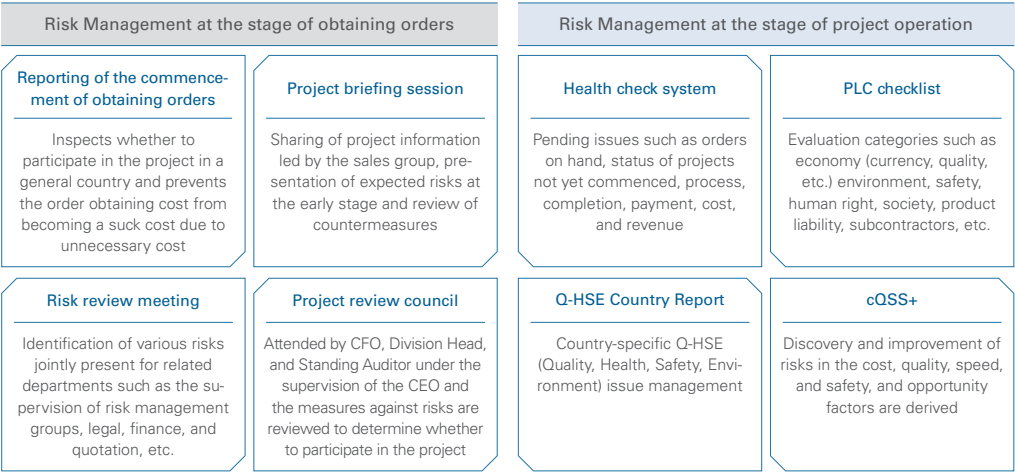 Risk Management at the stage of obtaining orders
Reporting of the commence-
ment of obtaining orders
Inspects whether to
participate in the project in a
general country and prevents
the order obtaining cost from
becoming a suck cost due to
unnecessary cost
Project briefing session
Sharing of project information
led by the sales group, pre-
sentation of expected risks at
the early stage and review of
countermeasures
Risk review meeting
Identification of various risks
jointly present for related
departments such as the su-
pervision of risk management
groups, legal, finance, and
quotation, etc.
Project review council
Attended by CFO, Division Head,
and Standing Auditor under the
supervision of the CEO and
the measures against risks are
reviewed to determine whether
to participate in the project
Risk Management at the stage of project operation
Health check system
Pending issues such as orders
on hand, status of projects
not yet commenced, process,
completion, payment, cost,
and revenue
PLC checklist
Evaluation categories such as
economy (currency, quality,
etc.) environment, safety,
human right, society, product
liability, subcontractors, etc.
Q-HSE Country Report
Country-specific Q-HSE
(Quality, Health, Safety, Envi-
ronment) issue management
cQSS+
Discovery and improvement of
risks in the cost, quality, speed,
and safety, and opportunity
factors are derived